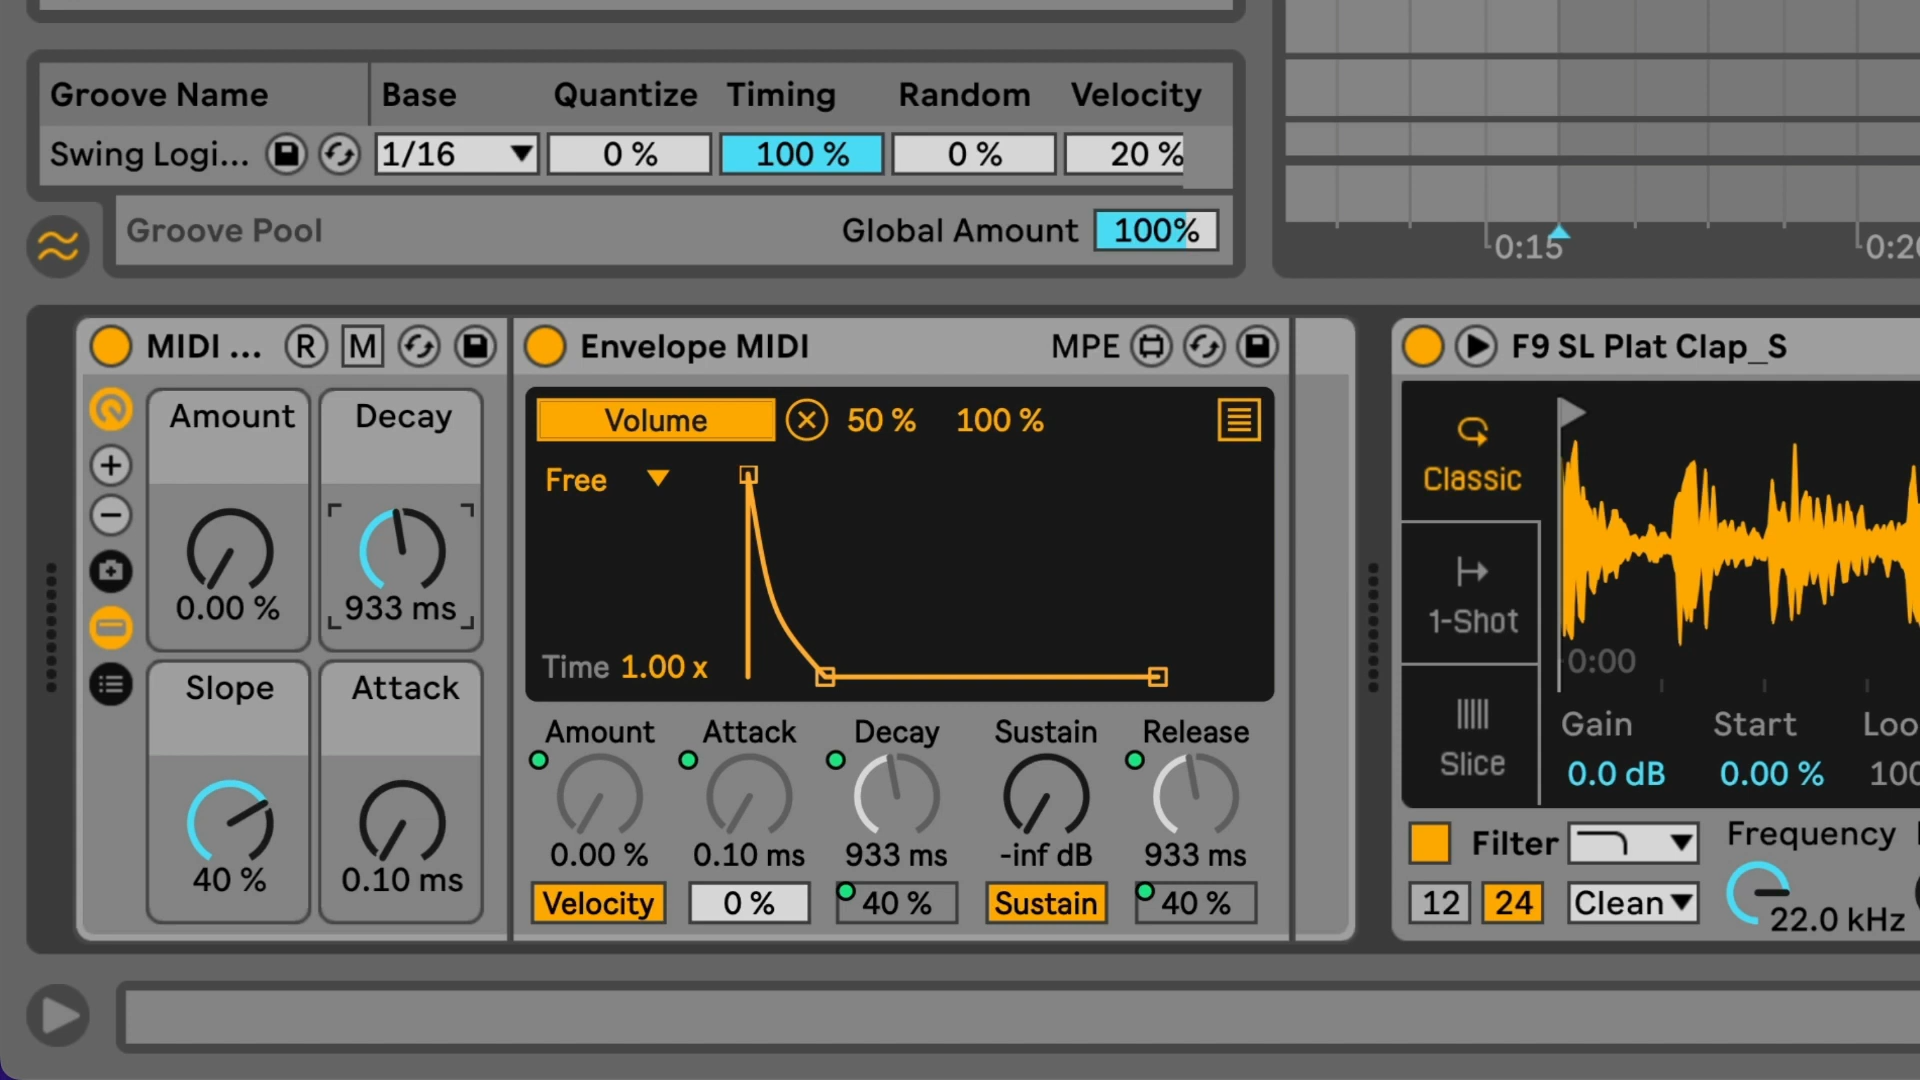 Groove Name Base Quantize Timing Random Velocity
Swing Logi... 1/16 0 % 100 % 0 % 20 %
Groove Pool Global Amount 100%
0:15
MIDI ... R M
Amount Decay
0.00 % 933 ms
Slope Attack
40 % 0.10 ms
Envelope MIDI MPE
Volume 50 % 100 %
Free
Time 1.00 x
Amount Attack Decay Sustain Release
0.00 % 0.10 ms 933 ms -inf dB 933 ms
Velocity 0 % 40 % Sustain 40 %
F9 SL Plat Clap_S
Classic
1-Shot
Slice
0:00
Gain Start Loo
0.0 dB 0.00 % 100
Filter Frequency
12 24 Clean 22.0 kHz